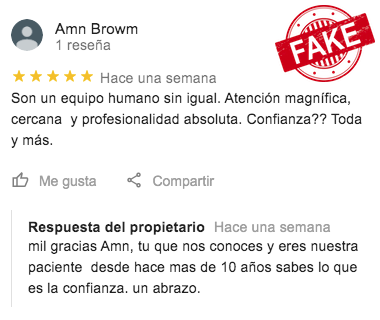 Amn Browm
1 reseña
FAKE
Hace una semana
Son un equipo humano sin igual. Atención magnífica,
cercana y profesionalidad absoluta. Confianza?? Toda
y más.
Me gusta Compartir
Respuesta del propietario Hace una semana
mil gracias Amn, tu que nos conoces y eres nuestra
paciente desde hace mas de 10 años sabes lo que
es la confianza. un abrazo.